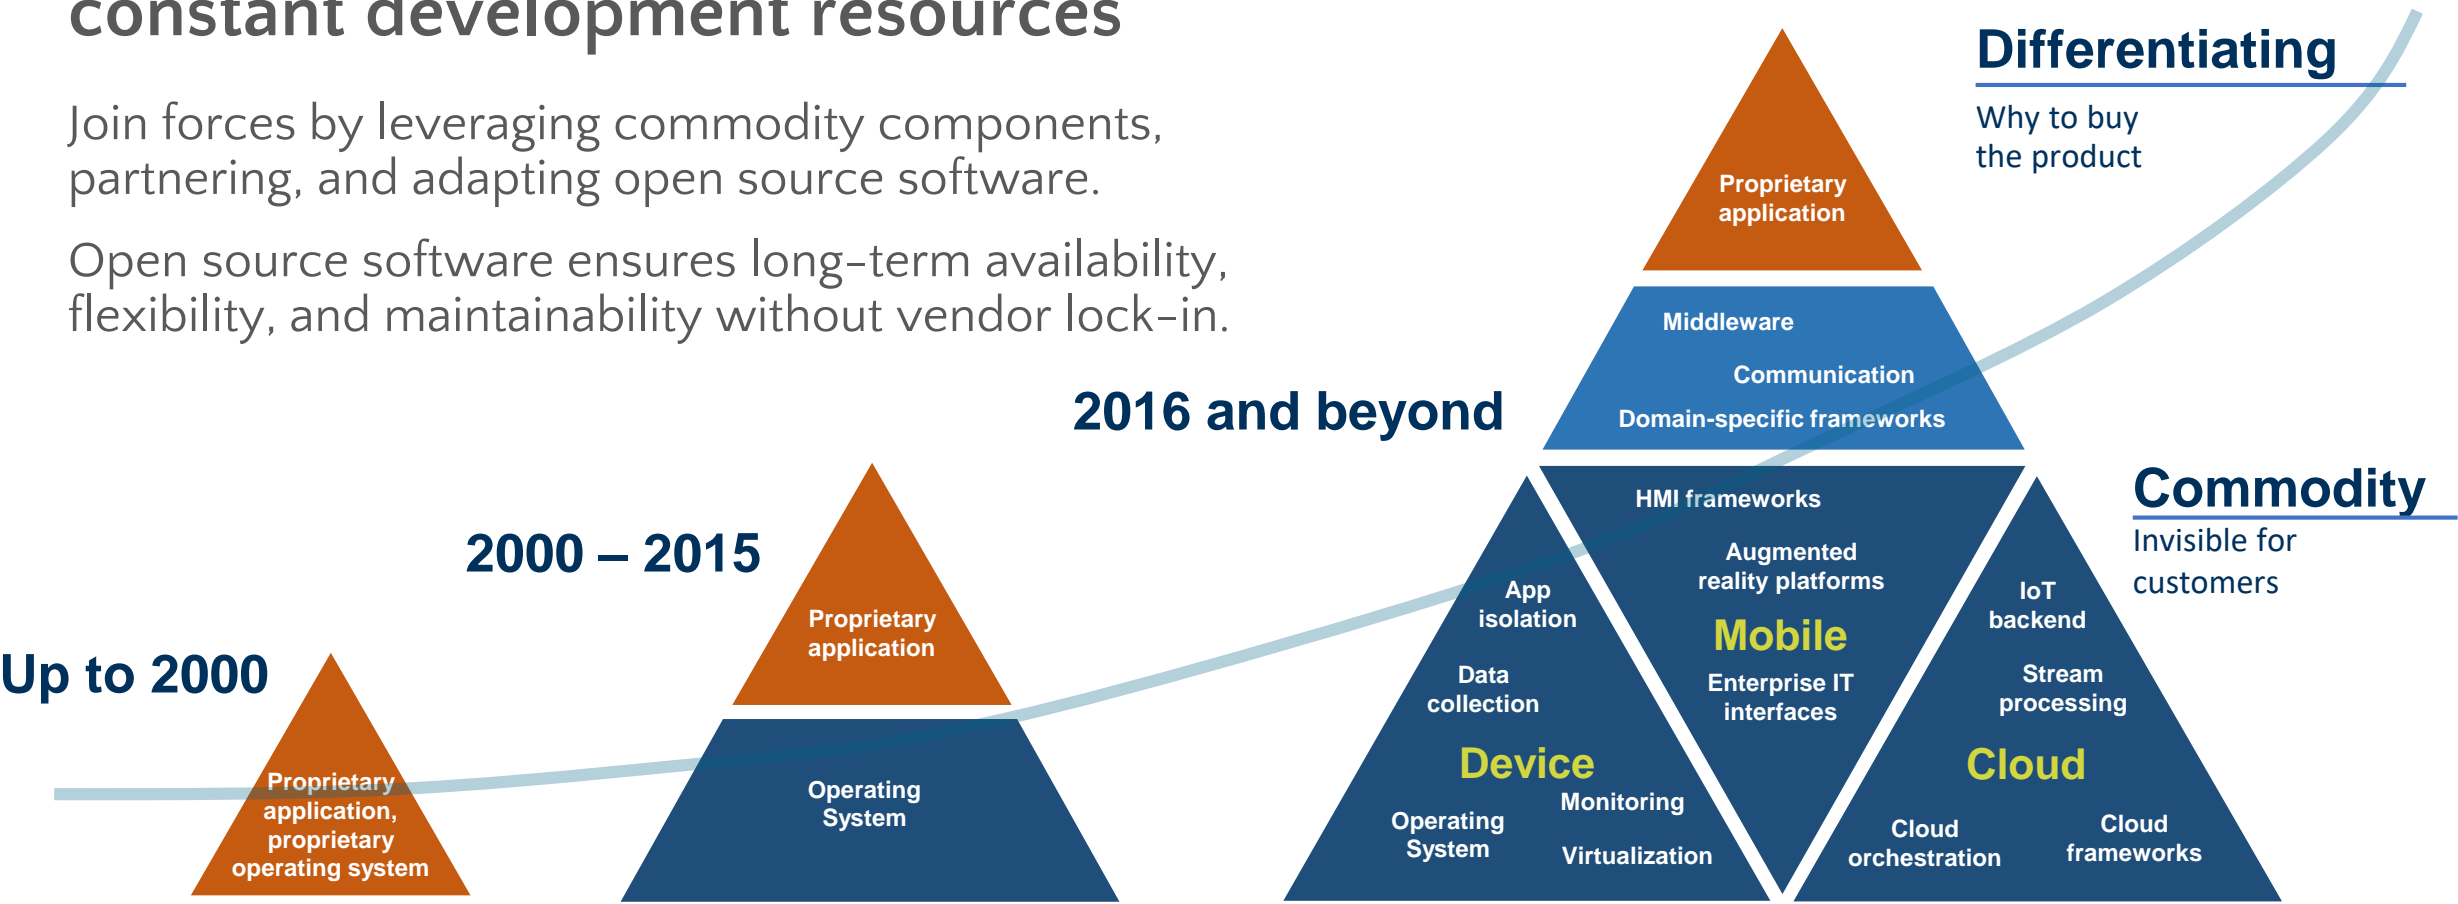 constant development resources
Join forces by leveraging commodity components,
partnering, and adapting open source software.
Open source software ensures long-term availability,
flexibility, and maintainability without vendor lock-in.
Up to 2000
Proprietary
application,
proprietary
operating system
2000 – 2015
Proprietary
application
Operating
System
2016 and beyond
Proprietary
application
Middleware
Communication
Domain-specific frameworks
HMI frameworks
Augmented
reality platforms
Mobile
Enterprise IT
interfaces
App
isolation
Data
collection
Device
Monitoring
Operating
System
Virtualization
IoT
backend
Stream
processing
Cloud
Cloud
orchestration
Cloud
frameworks
Differentiating
Why to buy
the product
Commodity
Invisible for
customers